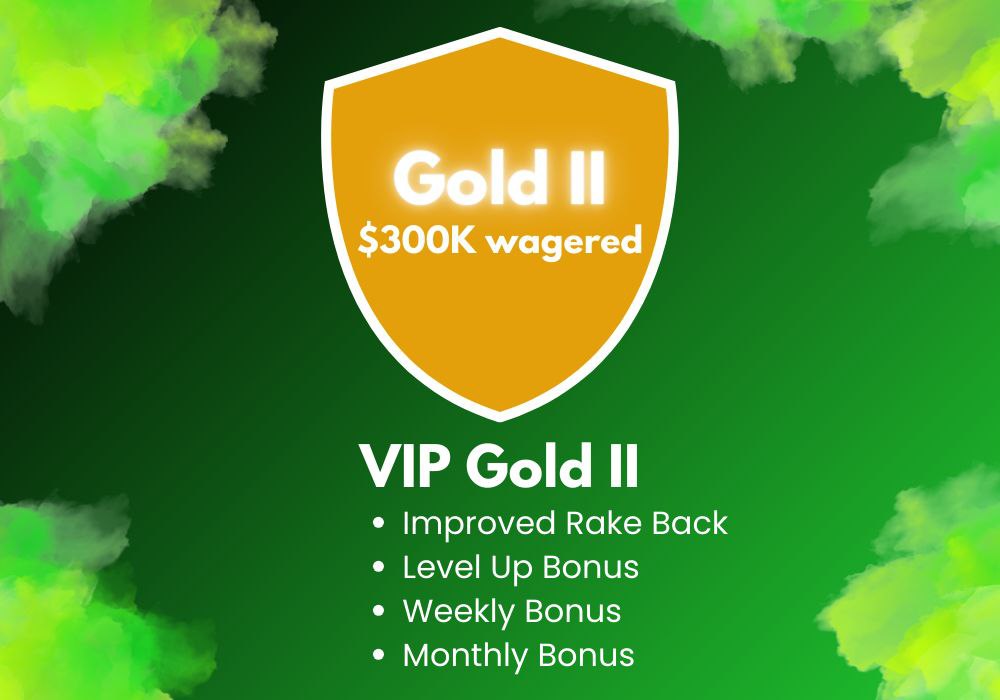 Gold II
$300K wagered
VIP Gold II
• Improved Rake Back
• Level Up Bonus
• Weekly Bonus
• Monthly Bonus